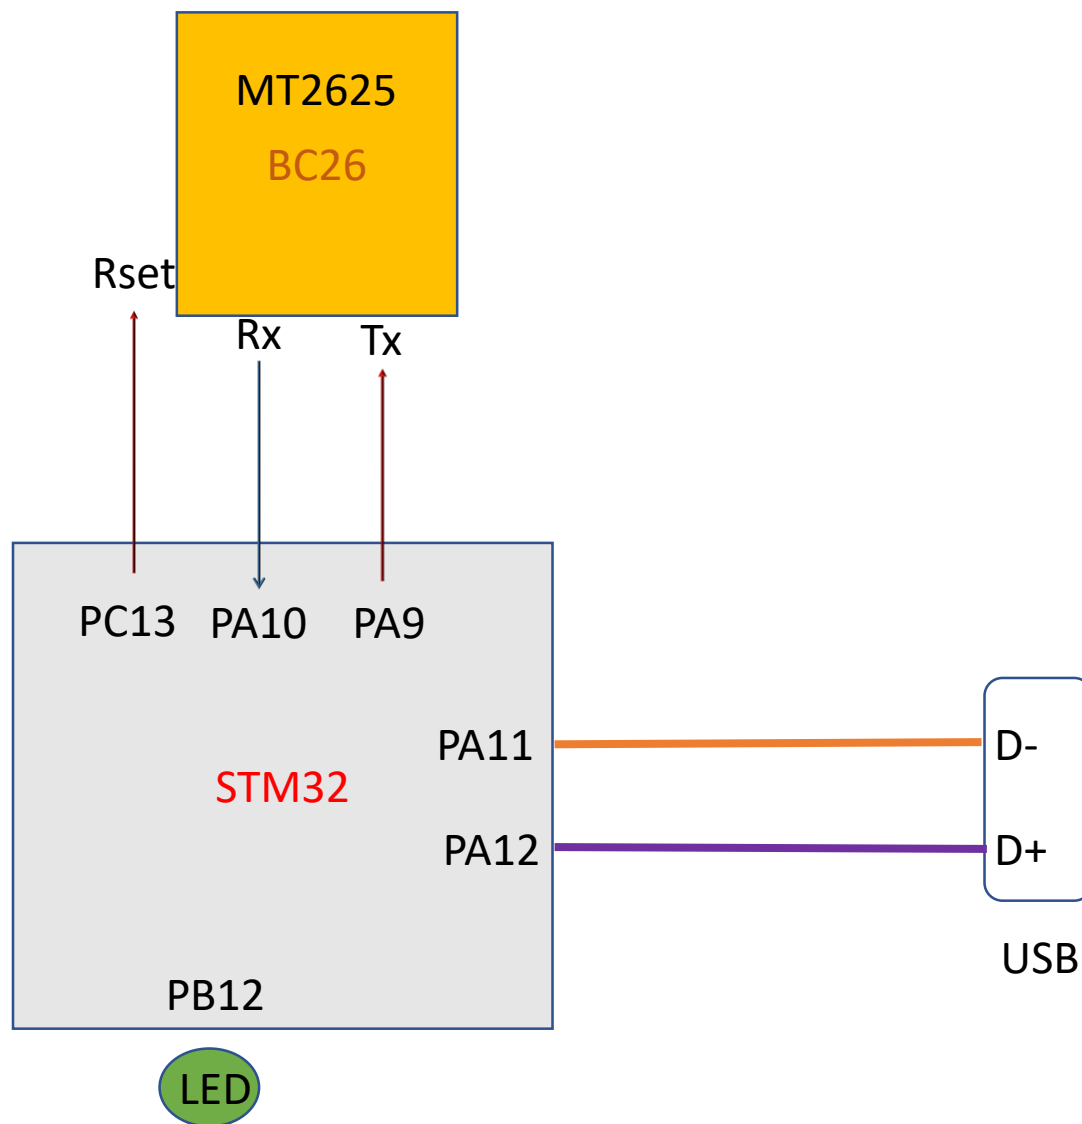 MT2625
BC26
Rset
Rx
Tx
PC13
PA10
PA9
PA11
D-
STM32
PA12
D+
USB
PB12
LED